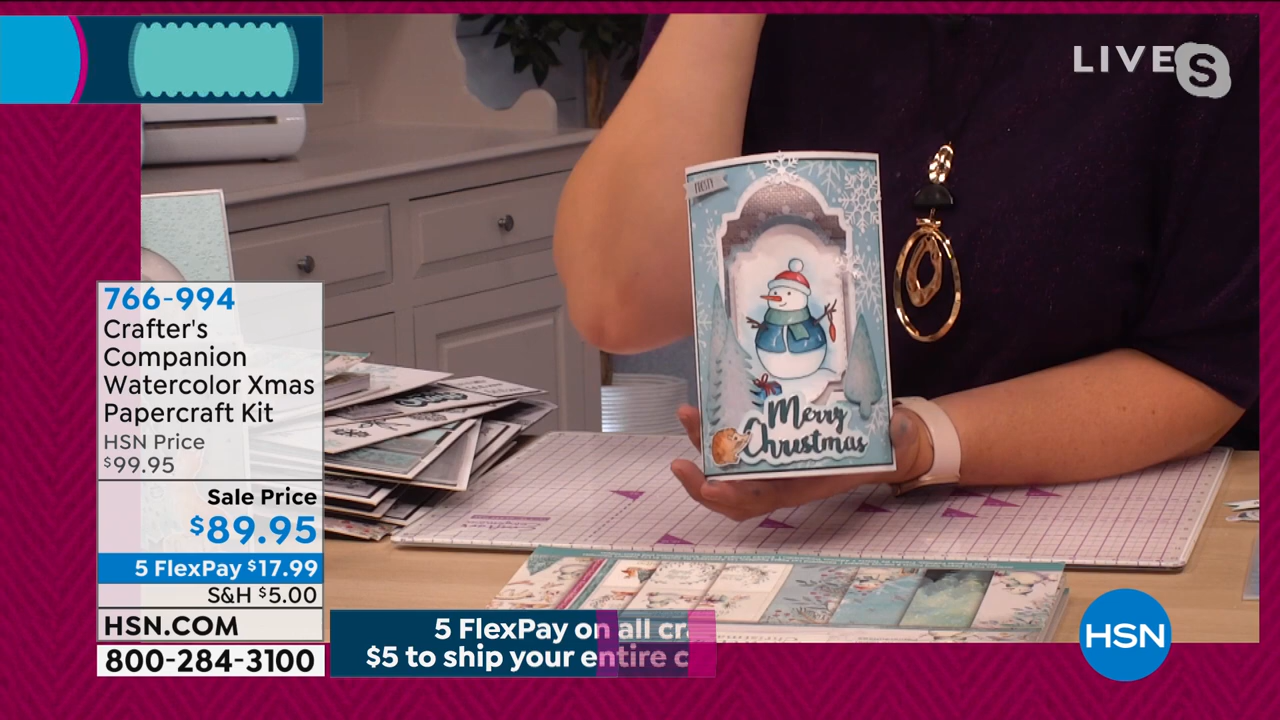 LIVE S
FROSTY
Merry
Christmas
766-994
Crafter's
Companion
Watercolor Xmas
Papercraft Kit
HSN Price
$99.95
Sale Price
$89.95
5 FlexPay $17.99
S&H $5.00
HSN.COM
800-284-3100
5 FlexPay on all cr
$5 to ship your entire c
HSN